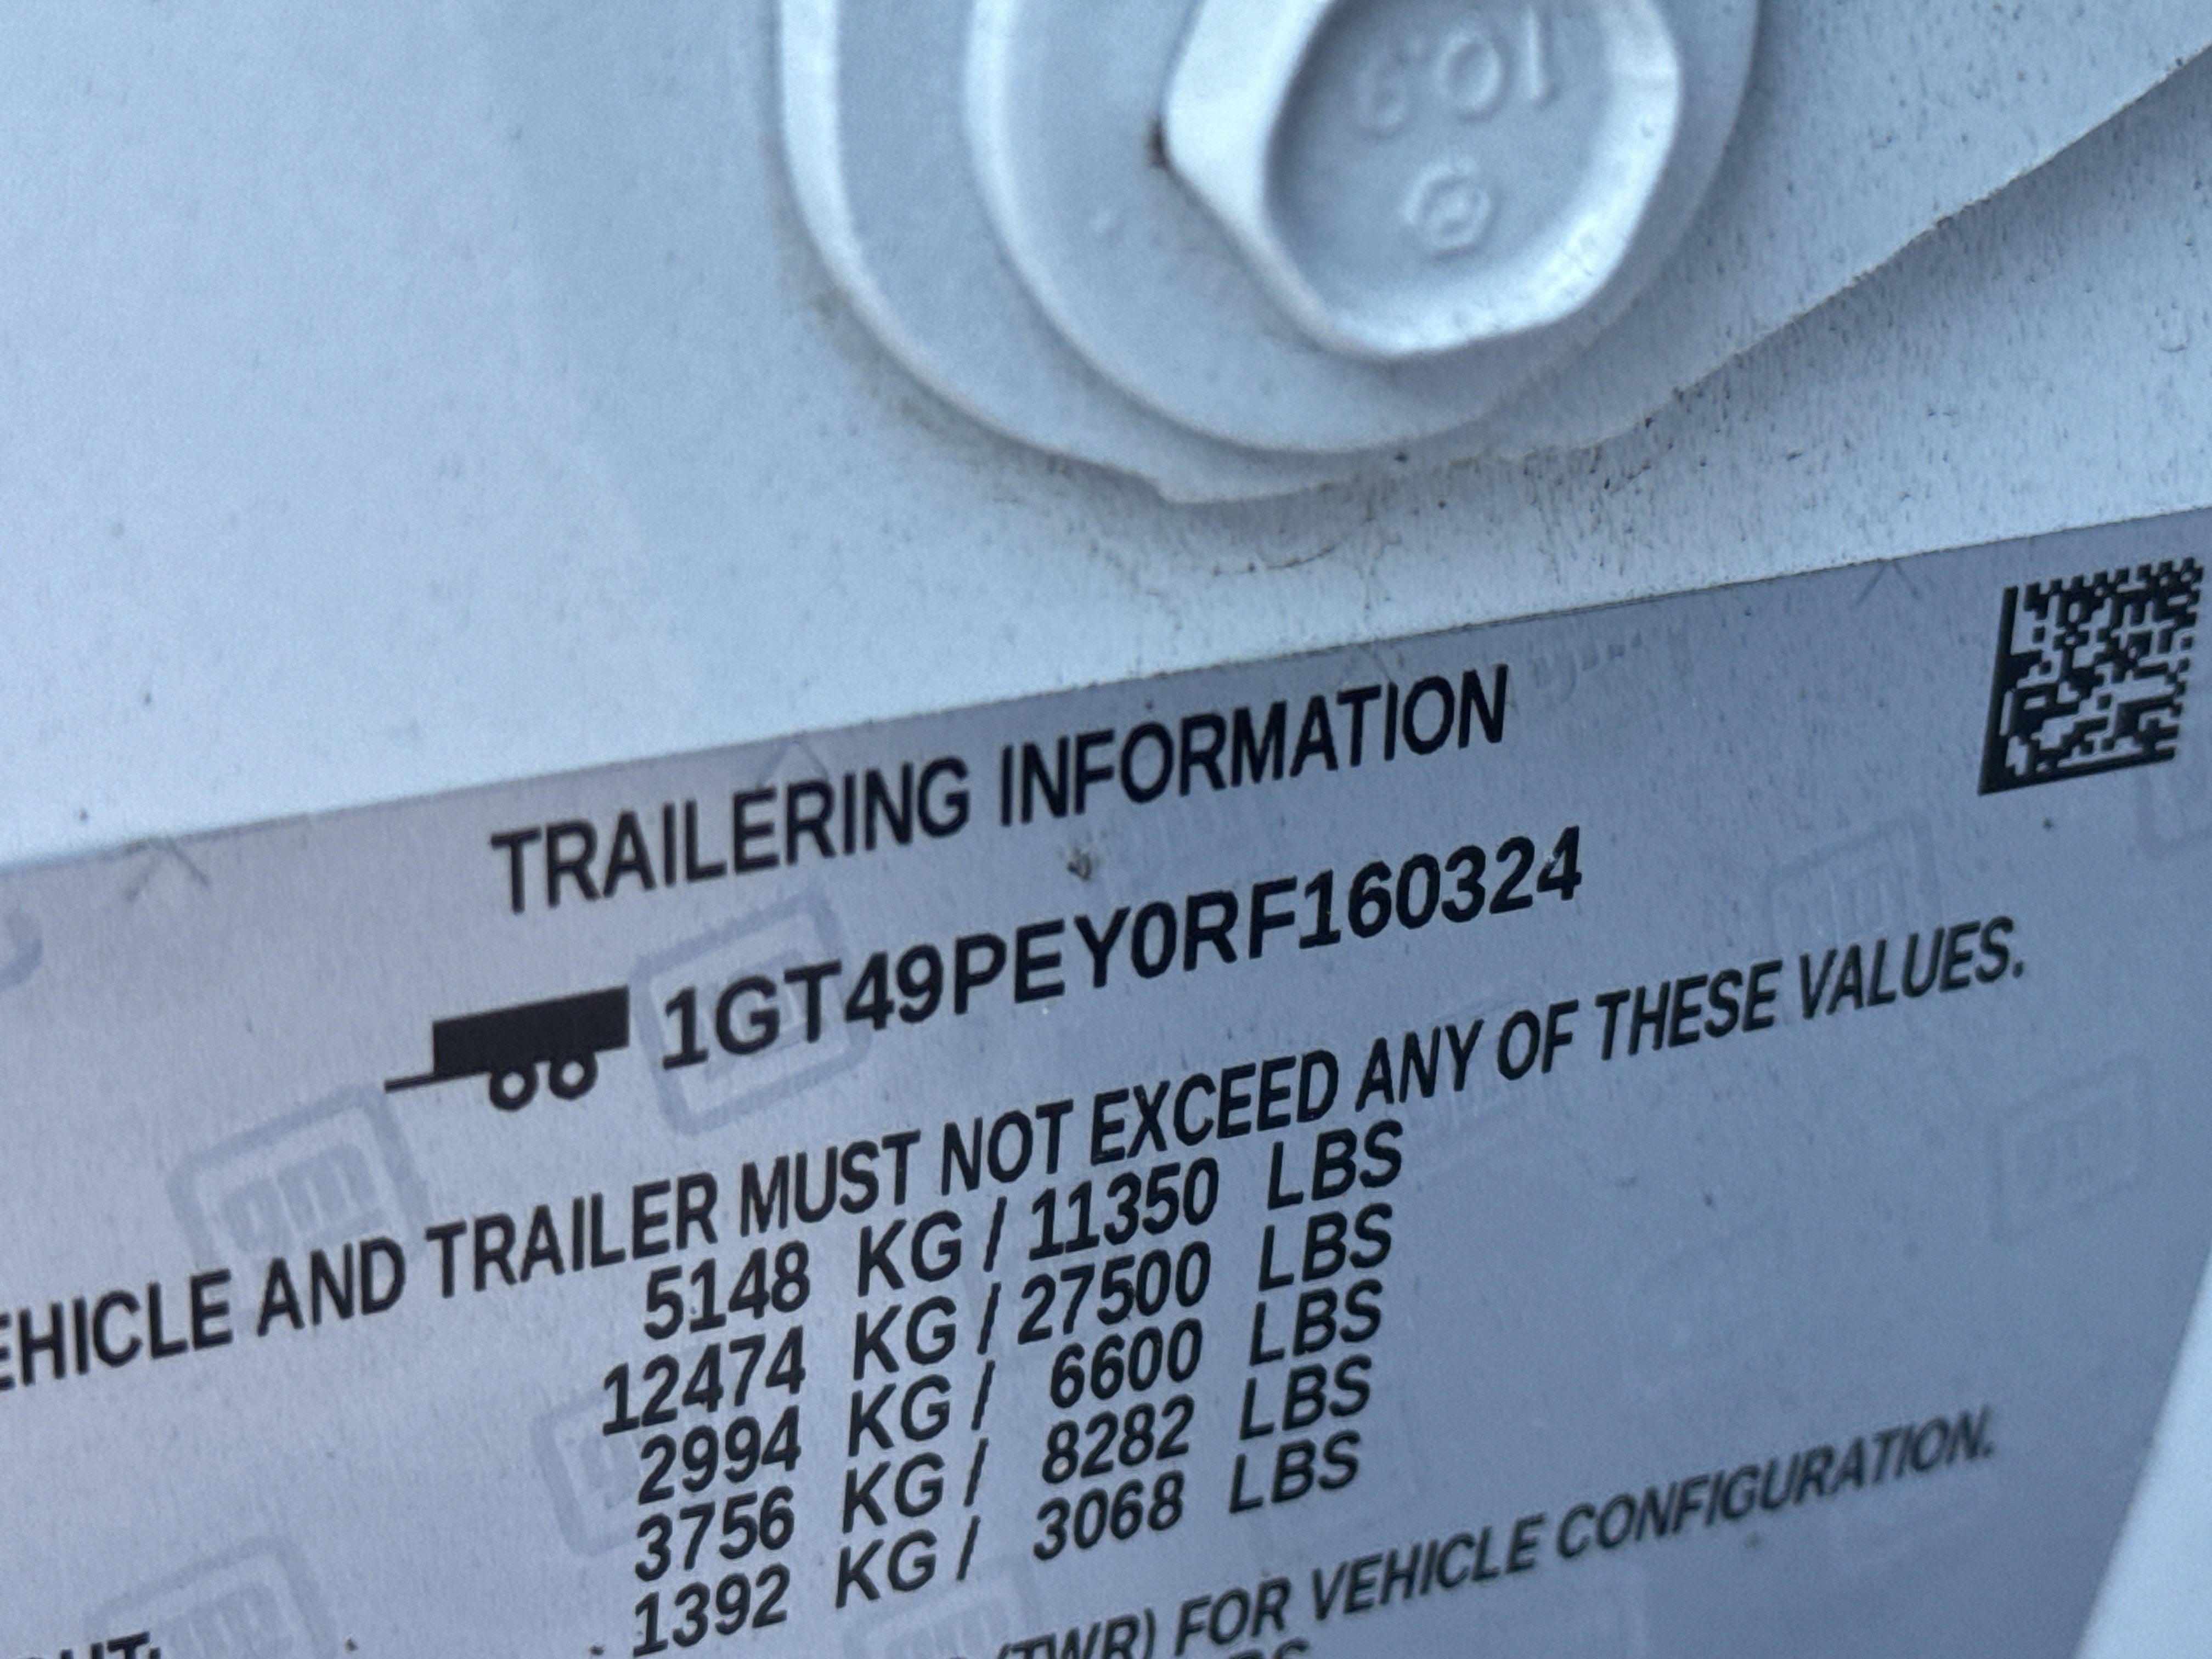 10.9
TRAILERING INFORMATION
1GT49PEY0RF160324
EHICLE AND TRAILER MUST NOT EXCEED ANY OF THESE VALUES.
5148 KG / 11350 LBS
12474 KG / 27500 LBS
2994 KG / 6600 LBS
3756 KG / 8282 LBS
1392 KG / 3068 LBS
(TWR) FOR VEHICLE CONFIGURATION.